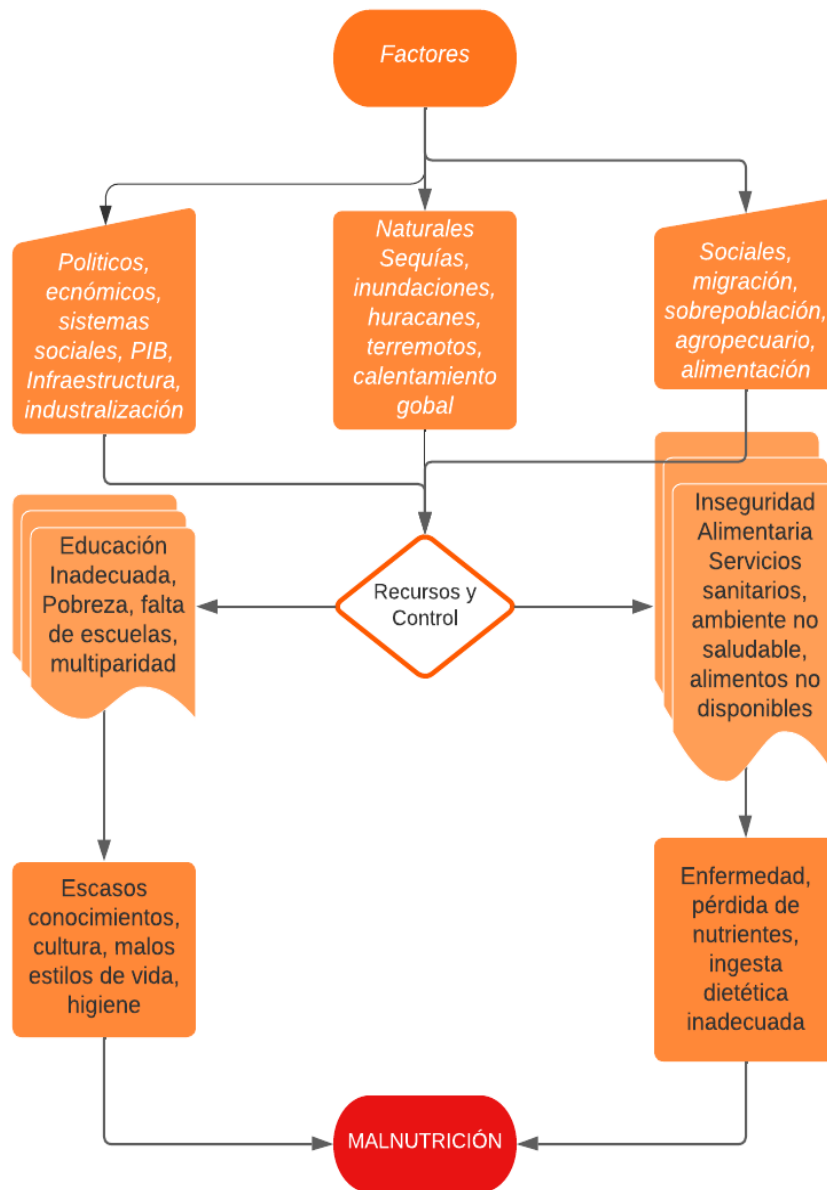 Factores
Politicos,
ecnómicos,
sistemas
sociales, PIB,
Infraestructura,
industralización
Naturales
Sequías,
inundaciones,
huracanes,
terremotos,
calentamiento
gobal
Sociales,
migración,
sobrepoblación,
agropecuario,
alimentación
Educación
Inadecuada,
Pobreza, falta
de escuelas,
multiparidad
Recursos y
Control
Inseguridad
Alimentaria
Servicios
sanitarios,
ambiente no
saludable,
alimentos no
disponibles
Escasos
conocimientos,
cultura, malos
estilos de vida,
higiene
Enfermedad,
pérdida de
nutrientes,
ingesta
dietética
inadecuada
MALNUTRICIÓN